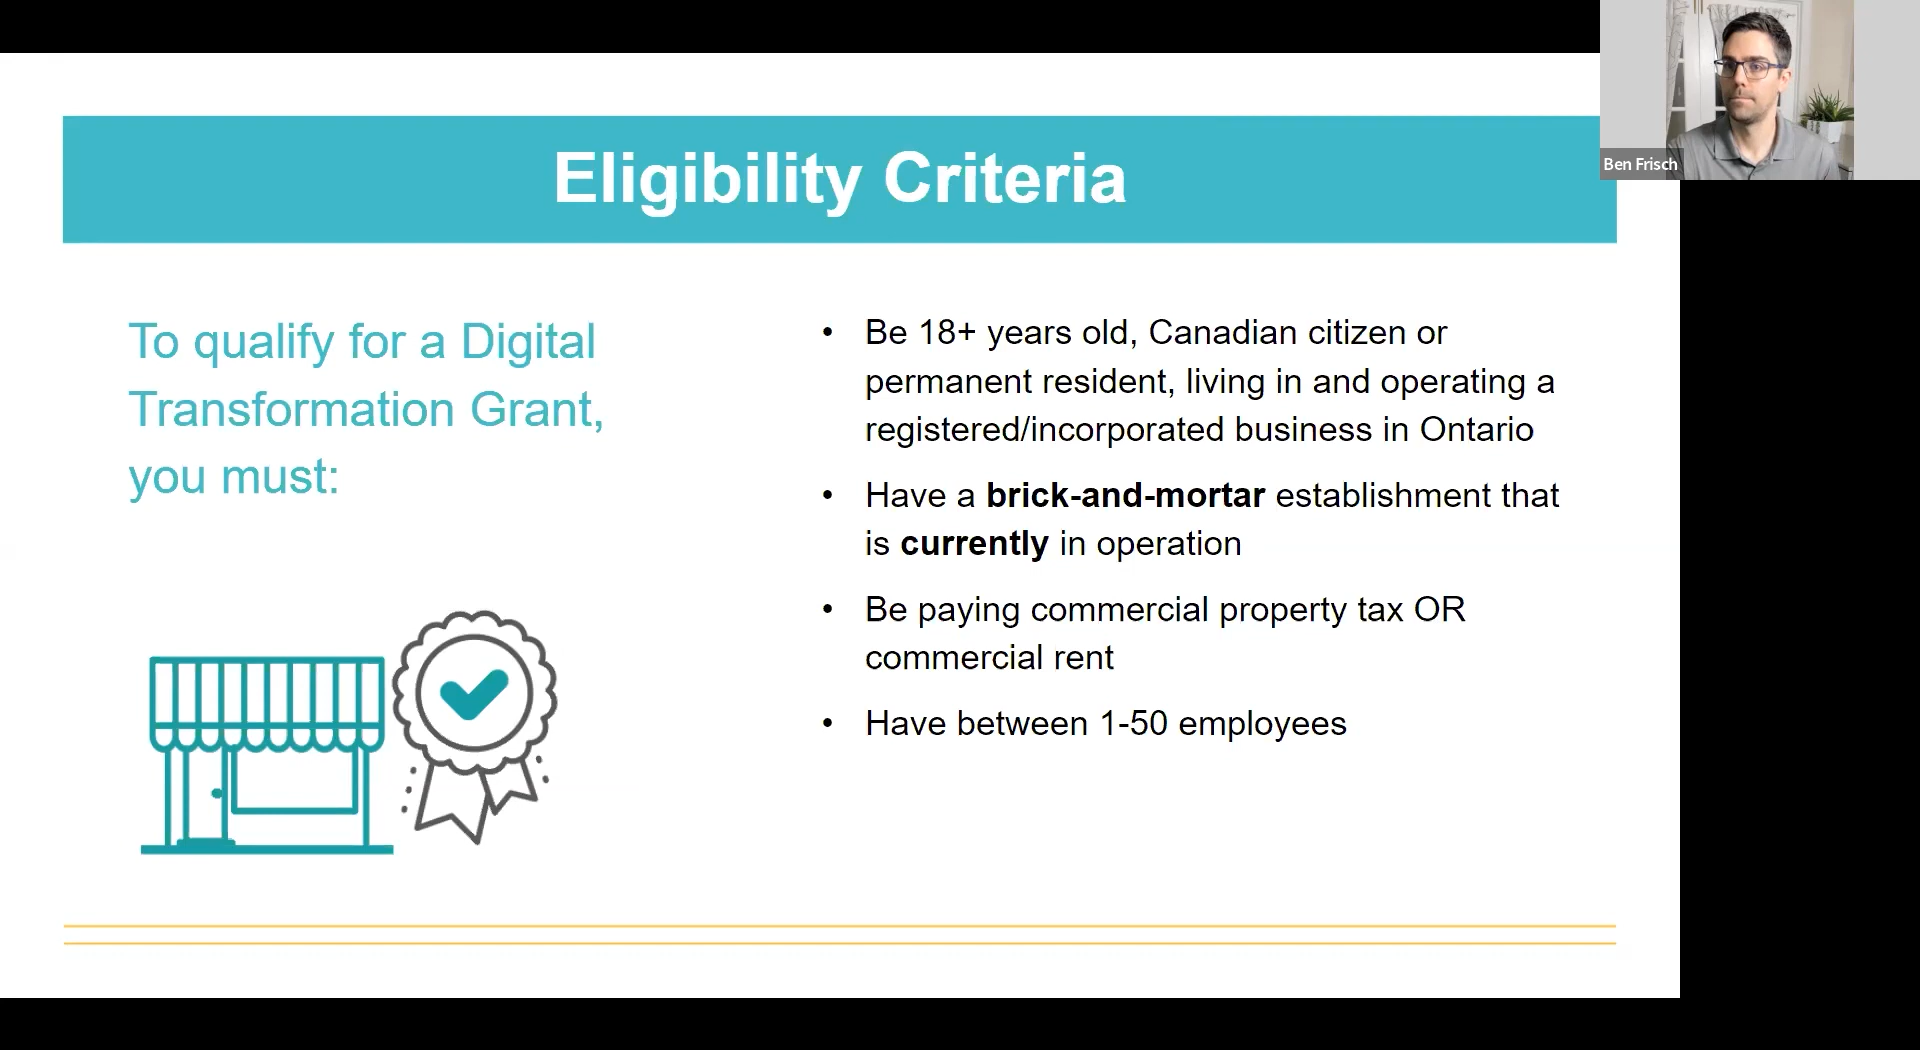 Eligibility Criteria
Ben Frisch
To qualify for a Digital
Transformation Grant,
you must:
• Be 18+ years old, Canadian citizen or
permanent resident, living in and operating a
registered/incorporated business in Ontario
• Have a brick-and-mortar establishment that
is currently in operation
• Be paying commercial property tax OR
commercial rent
• Have between 1-50 employees